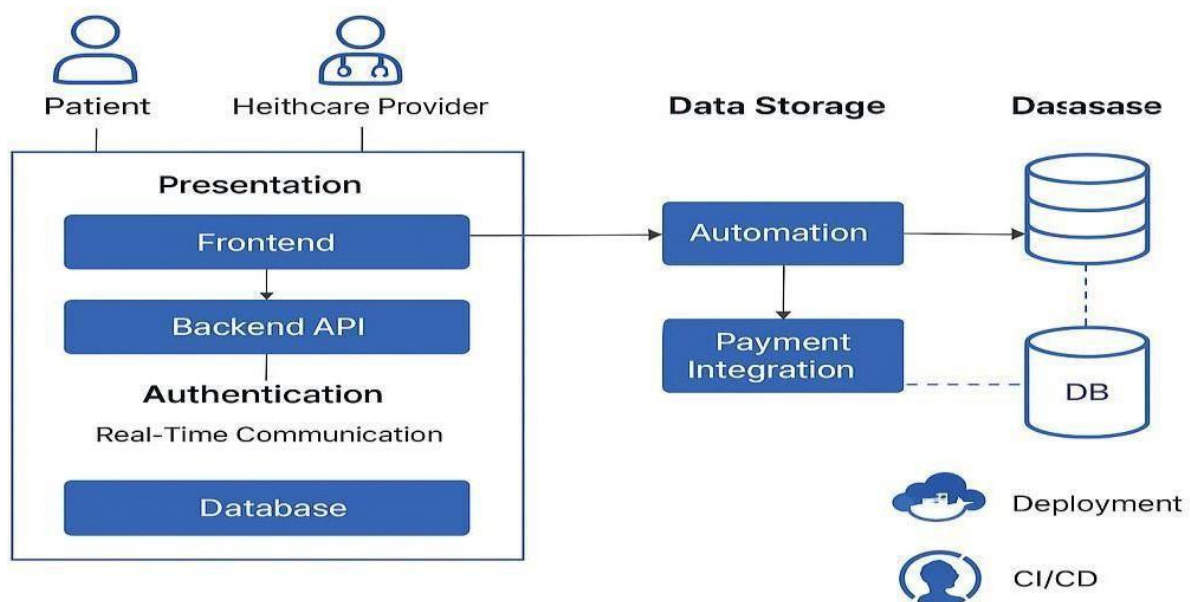 Patient
Heithcare Provider
Data Storage
Dasasase
Presentation
Frontend
Automation
Backend API
Payment
Integration
Authentication
Real-Time Communication
DB
Database
Deployment
CI/CD